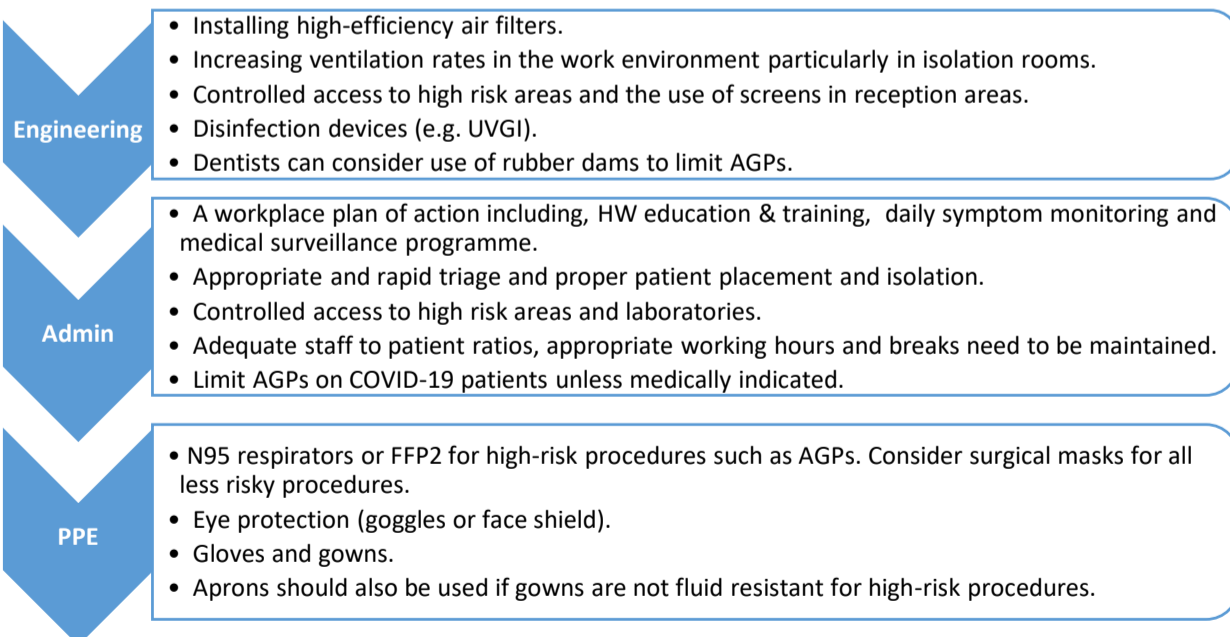 Engineering
• Installing high-efficiency air filters.
• Increasing ventilation rates in the work environment particularly in isolation rooms.
• Controlled access to high risk areas and the use of screens in reception areas.
• Disinfection devices (e.g. UVGI).
• Dentists can consider use of rubber dams to limit AGPs.
Admin
• A workplace plan of action including, HW education & training, daily symptom monitoring and
medical surveillance programme.
• Appropriate and rapid triage and proper patient placement and isolation.
• Controlled access to high risk areas and laboratories.
• Adequate staff to patient ratios, appropriate working hours and breaks need to be maintained.
• Limit AGPs on COVID-19 patients unless medically indicated.
PPE
• N95 respirators or FFP2 for high-risk procedures such as AGPs. Consider surgical masks for all
less risky procedures.
• Eye protection (goggles or face shield).
• Gloves and gowns.
• Aprons should also be used if gowns are not fluid resistant for high-risk procedures.